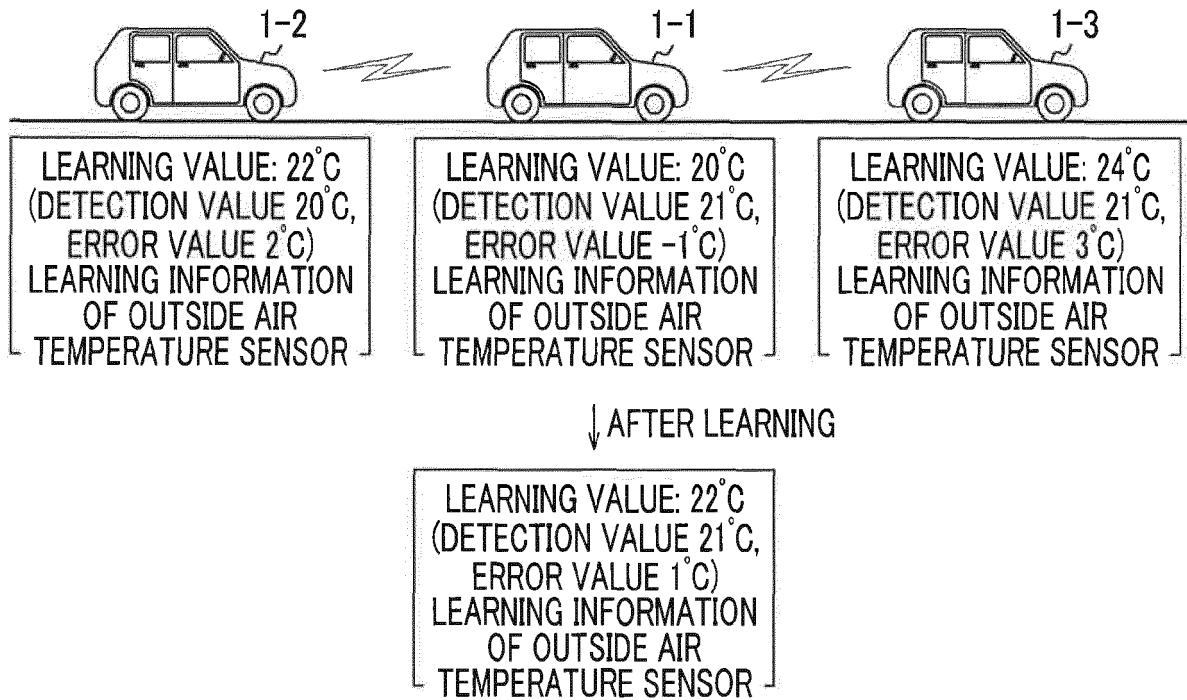 1-2
1-1
1-3
LEARNING VALUE: 22°C
(DETECTION VALUE 20°C,
ERROR VALUE 2°C)
LEARNING INFORMATION
OF OUTSIDE AIR
TEMPERATURE SENSOR
LEARNING VALUE: 20°C
(DETECTION VALUE 21°C,
ERROR VALUE -1°C)
LEARNING INFORMATION
OF OUTSIDE AIR
TEMPERATURE SENSOR
LEARNING VALUE: 24°C
(DETECTION VALUE 21°C,
ERROR VALUE 3°C)
LEARNING INFORMATION
OF OUTSIDE AIR
TEMPERATURE SENSOR
AFTER LEARNING
LEARNING VALUE: 22°C
(DETECTION VALUE 21°C,
ERROR VALUE 1°C)
LEARNING INFORMATION
OF OUTSIDE AIR
TEMPERATURE SENSOR